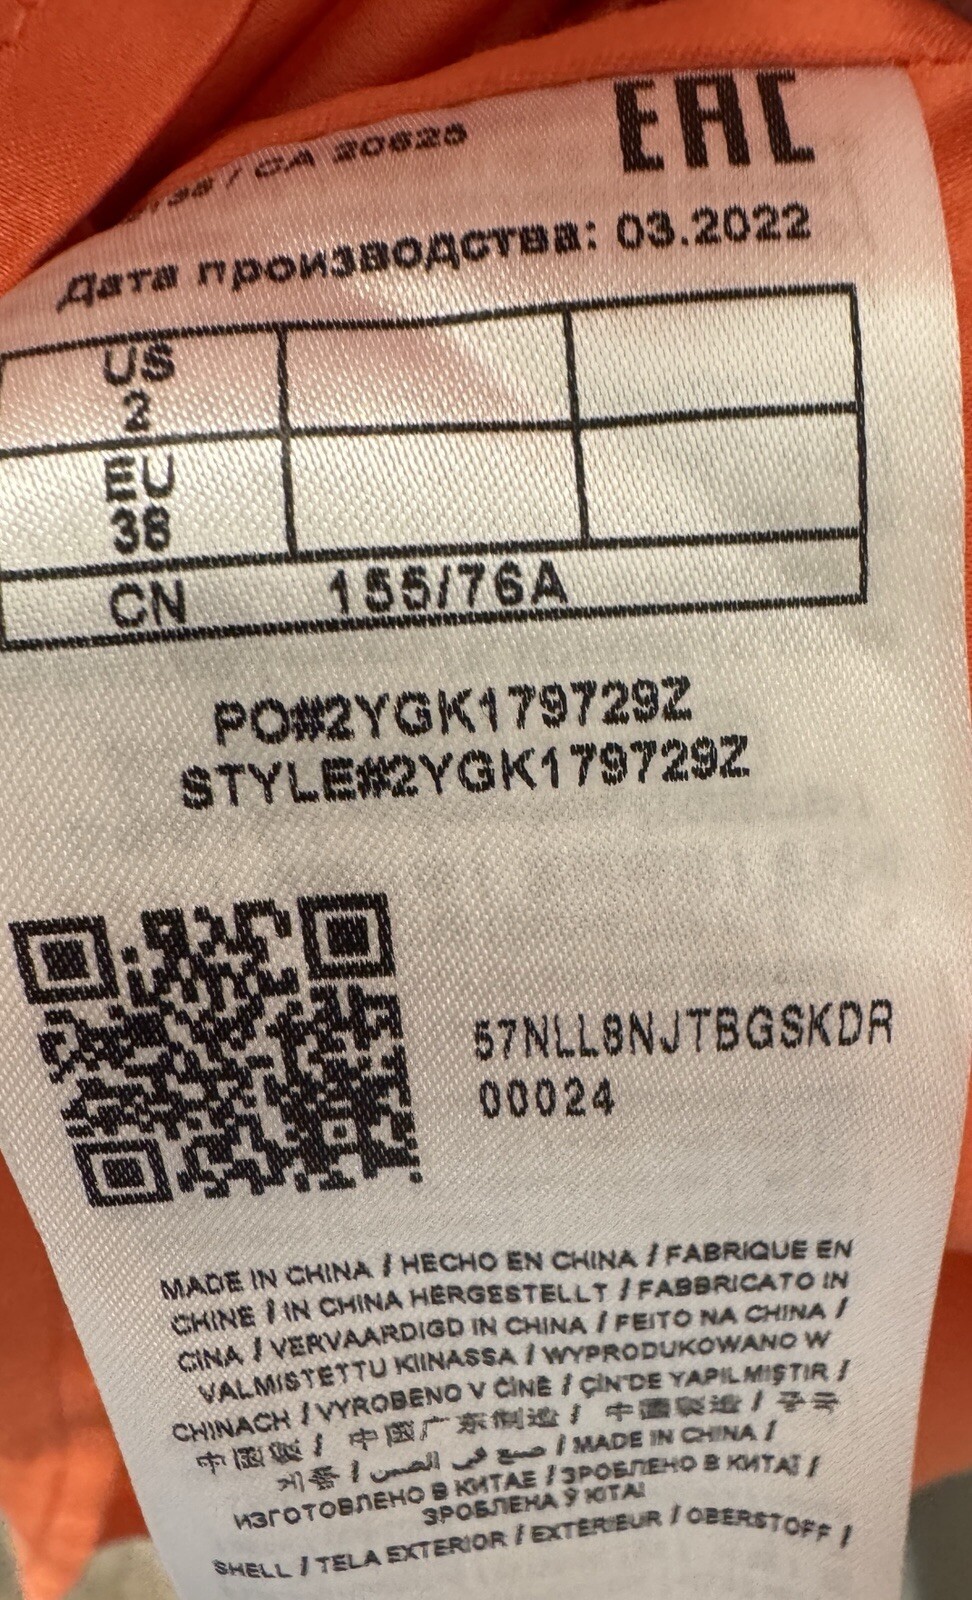 EAC
/ CA 20625
Дата производства: 03.2022
US
2
EU
38
CN 155/76A
PO#2YGK179729Z
STYLE#2YGK179729Z
57NLL8NJTBGSKDR
00024
MADE IN CHINA / HECHO EN CHINA / FABRIQUE EN
CHINE / IN CHINA HERGESTELLT / FABBRICATO IN
CINA / VERVAARDIGD IN CHINA / FEITO NA CHINA /
VALMISTETTU KIINASSA / WYPRODUKOWANO W
CHINACH / VYROBENO V ČÍNĚ / ÇİN'DE YAPILMIŞTIR /
中国製 / 中国广东制造 / 中國製造 / 중국
제품 / صنع في الصين / MADE IN CHINA /
ИЗГОТОВЛЕНО В КИТАЕ / ЗРОБЛЕНО В КИТАЇ /
ЗРОБЛЕНА Ў КІТАІ
SHELL / TELA EXTERIOR / EXTÉRIEUR / OBERSTOFF /